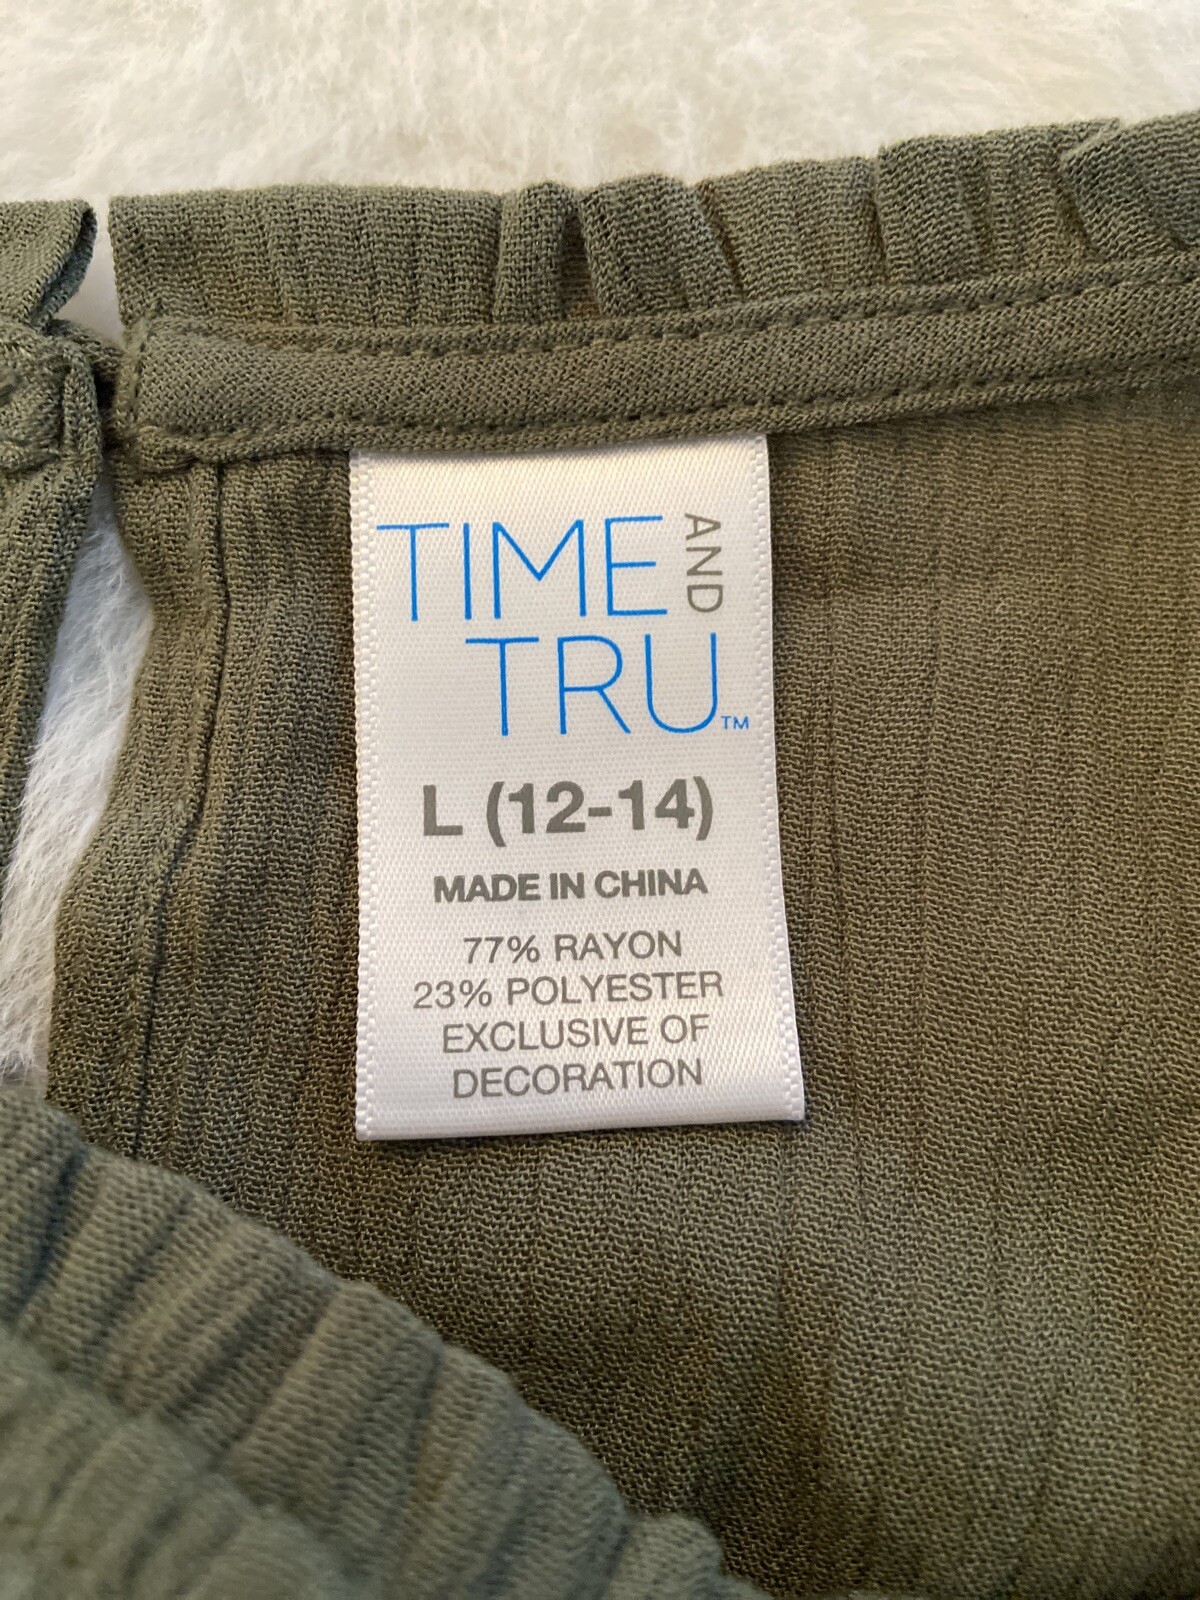 TIME AND
TRU™
L (12-14)
MADE IN CHINA
77% RAYON
23% POLYESTER
EXCLUSIVE OF
DECORATION